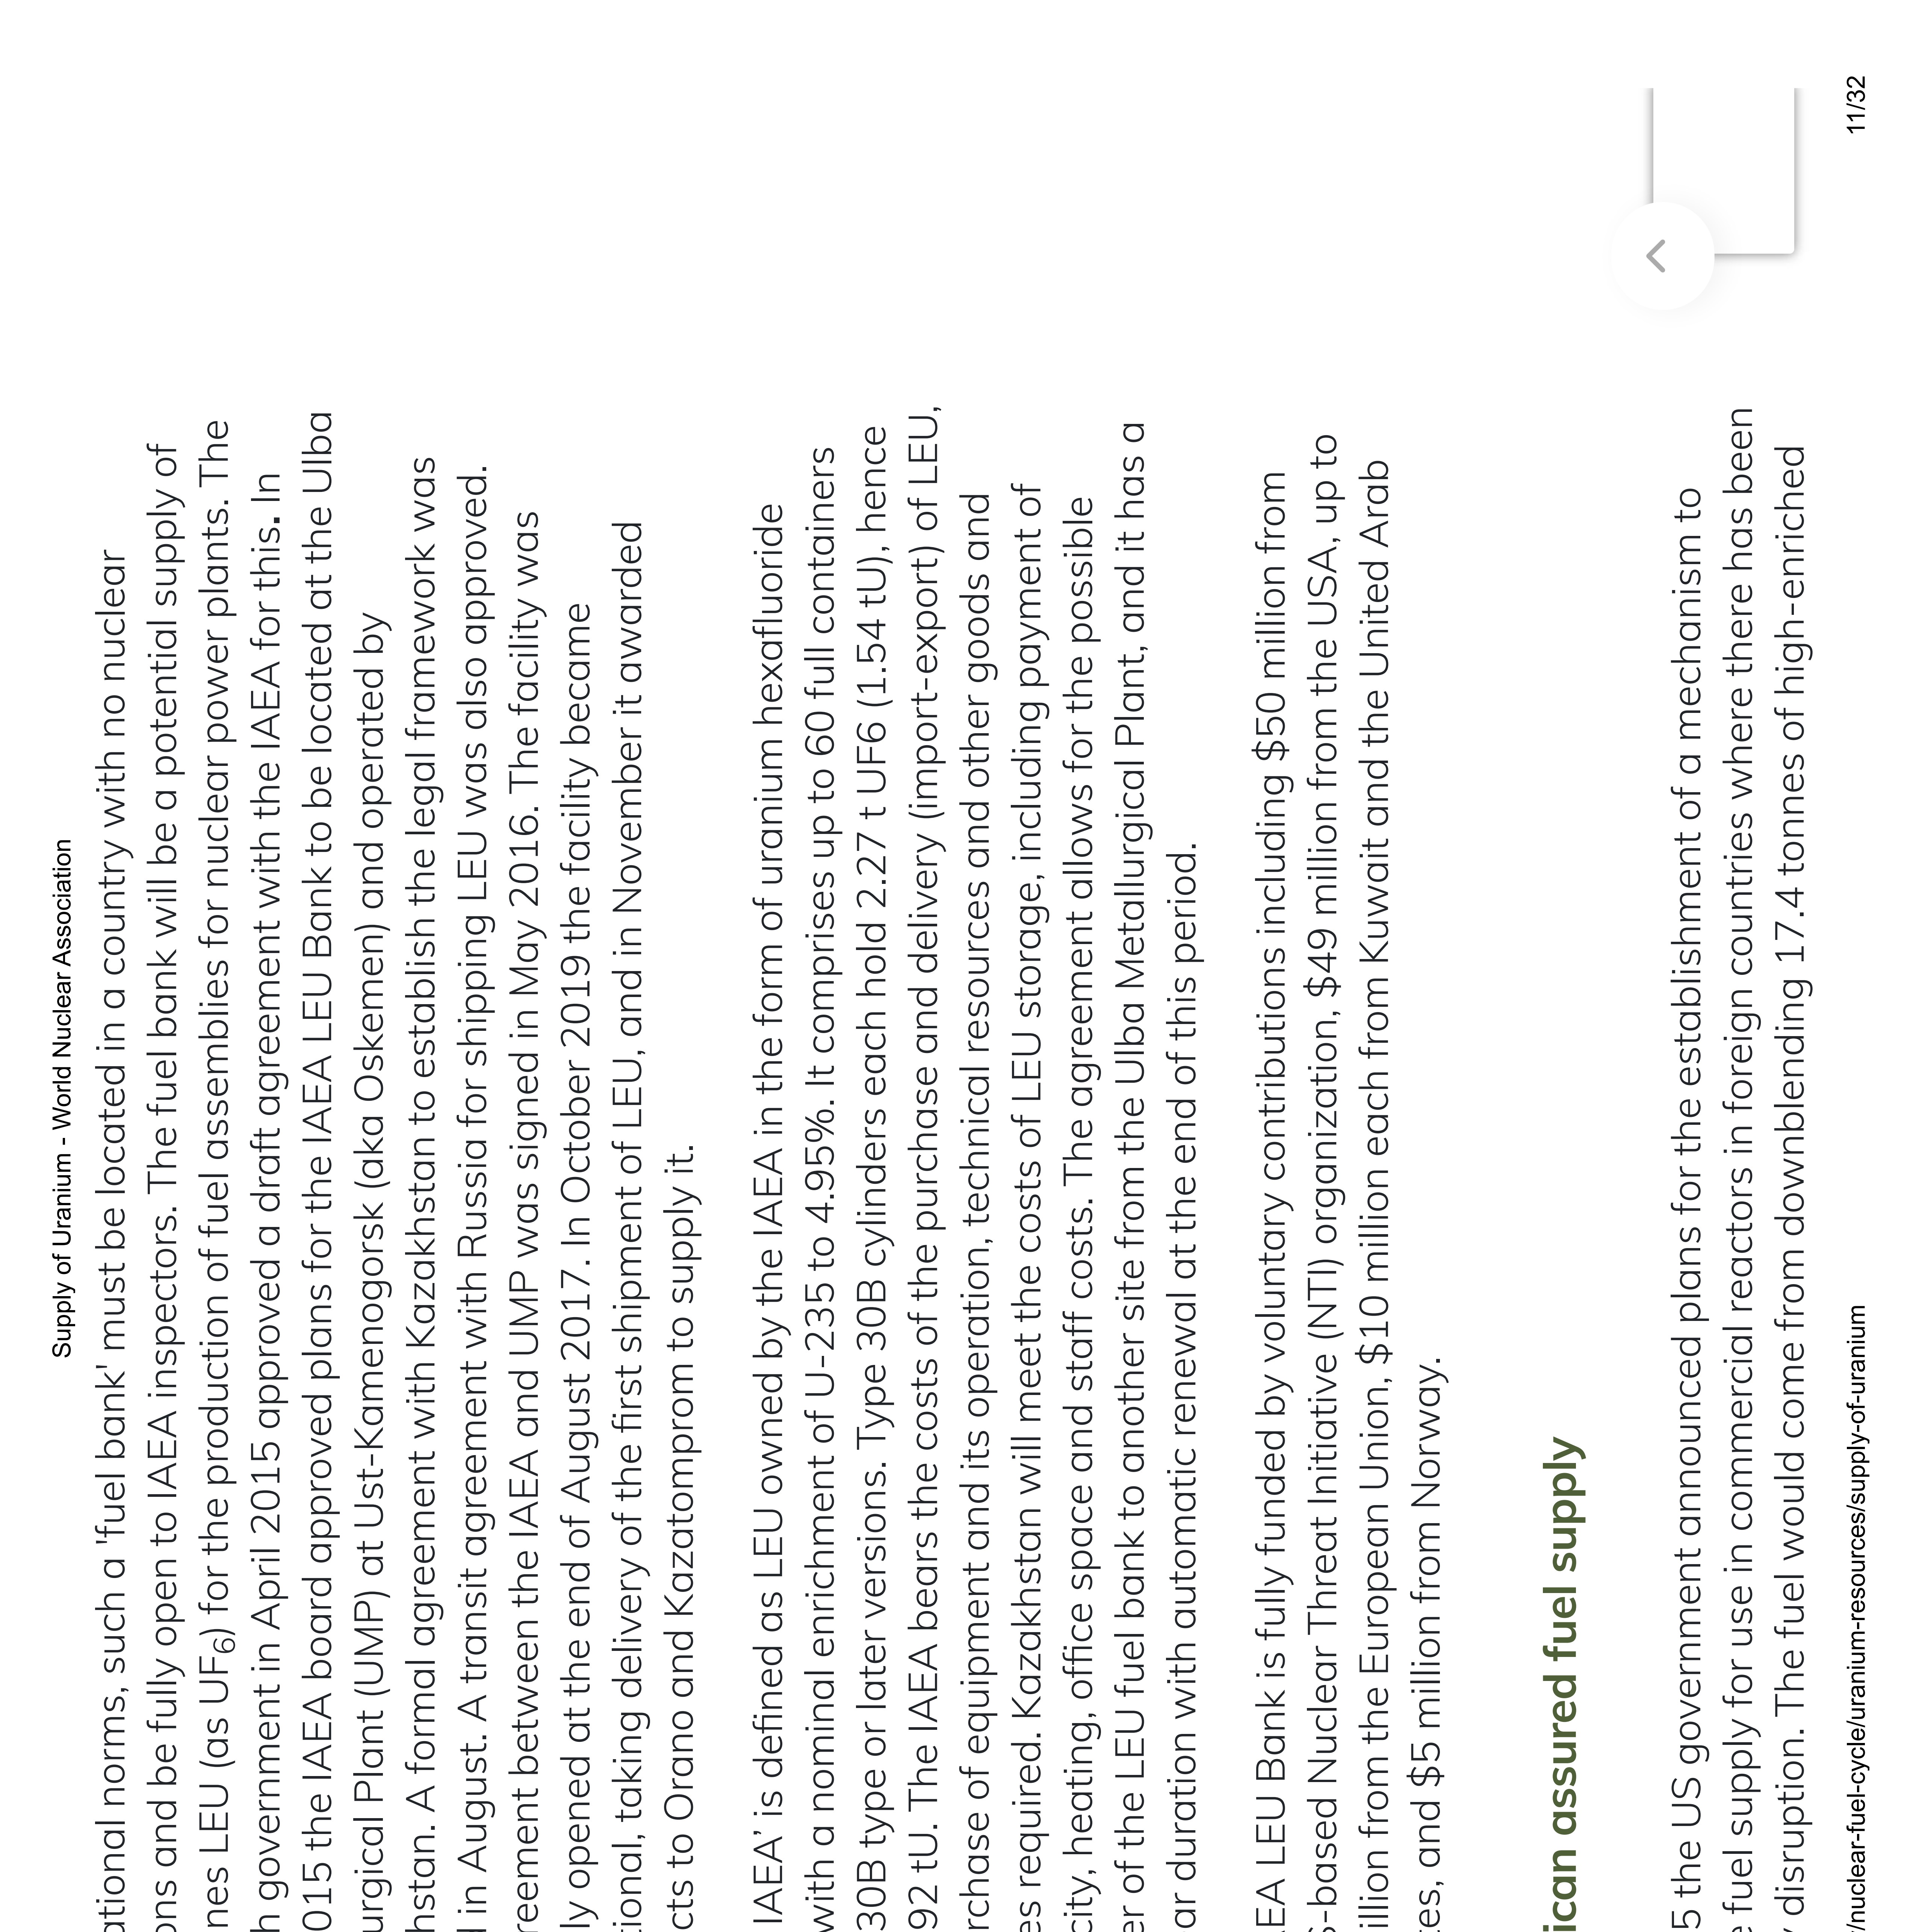 Supply of Uranium - World Nuclear Association
ational norms, such a 'fuel bank' must be located in a country with no nuclear
ons and be fully open to IAEA inspectors. The fuel bank will be a potential supply of
nes LEU (as UF6) for the production of fuel assemblies for nuclear power plants. The
h government in April 2015 approved a draft agreement with the IAEA for this. In
015 the IAEA board approved plans for the IAEA LEU Bank to be located at the Ulba
urgical Plant (UMP) at Ust-Kamenogorsk (aka Oskemen) and operated by
hstan. A formal agreement with Kazakhstan to establish the legal framework was
in August. A transit agreement with Russia for shipping LEU was also approved.
reement between the IAEA and UMP was signed in May 2016. The facility was
ly opened at the end of August 2017. In October 2019 the facility became
tional, taking delivery of the first shipment of LEU, and in November it awarded
cts to Orano and Kazatomprom to supply it.
IAEA’ is defined as LEU owned by the IAEA in the form of uranium hexafluoride
with a nominal enrichment of U-235 to 4.95%. It comprises up to 60 full containers
30B type or later versions. Type 30B cylinders each hold 2.27 t UF6 (1.54 tU), hence
92 tU. The IAEA bears the costs of the purchase and delivery (import-export) of LEU,
rchase of equipment and its operation, technical resources and other goods and
es required. Kazakhstan will meet the costs of LEU storage, including payment of
city, heating, office space and staff costs. The agreement allows for the possible
er of the LEU fuel bank to another site from the Ulba Metallurgical Plant, and it has a
ar duration with automatic renewal at the end of this period.
EA LEU Bank is fully funded by voluntary contributions including $50 million from
-based Nuclear Threat Initiative (NTI) organization, $49 million from the USA, up to
illion from the European Union, $10 million each from Kuwait and the United Arab
tes, and $5 million from Norway.
ican assured fuel supply
5 the US government announced plans for the establishment of a mechanism to
e fuel supply for use in commercial reactors in foreign countries where there has been
y disruption. The fuel would come from downblending 17.4 tonnes of high-enriched
/nuclear-fuel-cycle/uranium-resources/supply-of-uranium
11/32